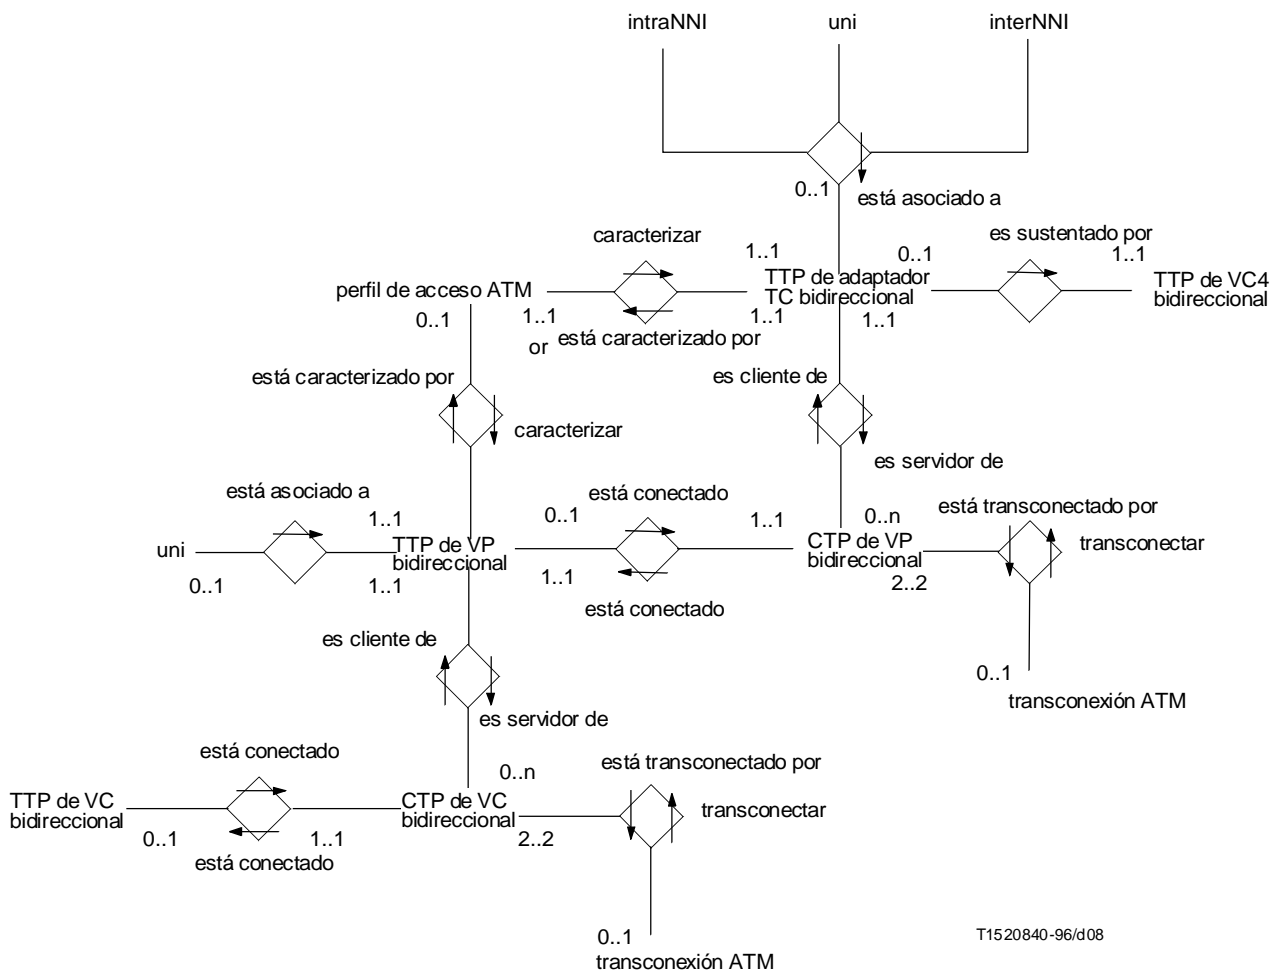 intraNNI
uni
interNNI
0..1
está asociado a
caracterizar
1..1
0..1
es sustentado por
1..1
perfil de acceso ATM
TTP de adaptador
TC bidireccional
TTP de VC4
bidireccional
0..1
1..1
or
está caracterizado por
1..1
1..1
está caracterizado por
caracterizar
es cliente de
es servidor de
está asociado a
1..1
está conectado
0..1
1..1
0..n
está transconectado por
transconectar
uni
TTP de VP
bidireccional
CTP de VP
bidireccional
0..1
1..1
1..1
está conectado
2..2
es cliente de
es servidor de
0..1
transconexión ATM
está conectado
0..n
está transconectado por
transconectar
TTP de VC
bidireccional
CTP de VC
bidireccional
0..1
1..1
está conectado
2..2
0..1
transconexión ATM
T1520840-96/d08